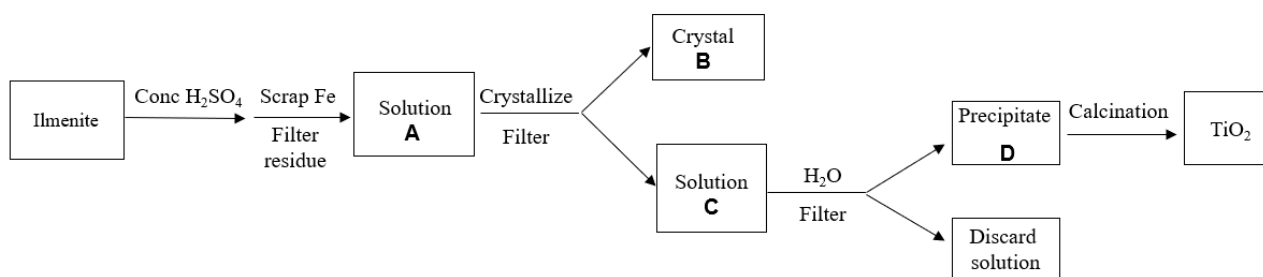 Ilmenite
Conc H₂SO₄
Scrap Fe
Filter
residue
Solution
A
Crystallize
Filter
Crystal
B
Solution
C
H₂O
Filter
Precipitate
D
Calcination
TiO₂
Discard
solution